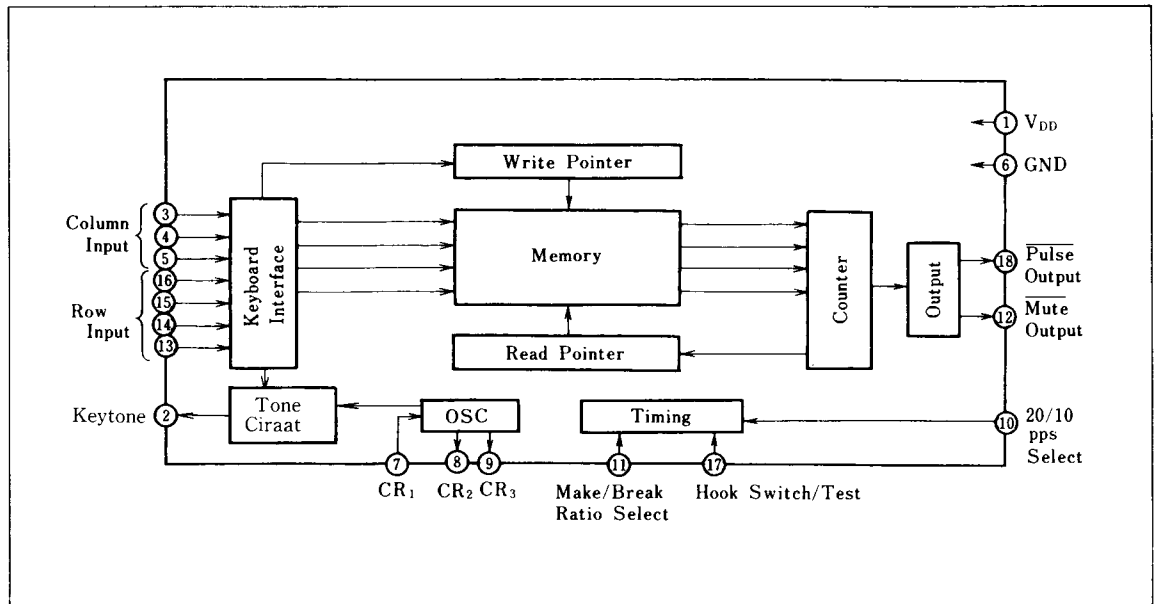 Write Pointer
1 V_DD
6 GND
Column
Input
3
4
5
Row
Input
16
15
14
13
Keyboard
Interface
Memory
Read Pointer
Counter
Output
18 Pulse
Output
12 Mute
Output
Keytone 2
Tone
Ciraat
OSC
Timing
10 20/10
pps
Select
7
8
9
11
17
CR₁
CR₂
CR₃
Make/Break
Ratio Select
Hook Switch/Test